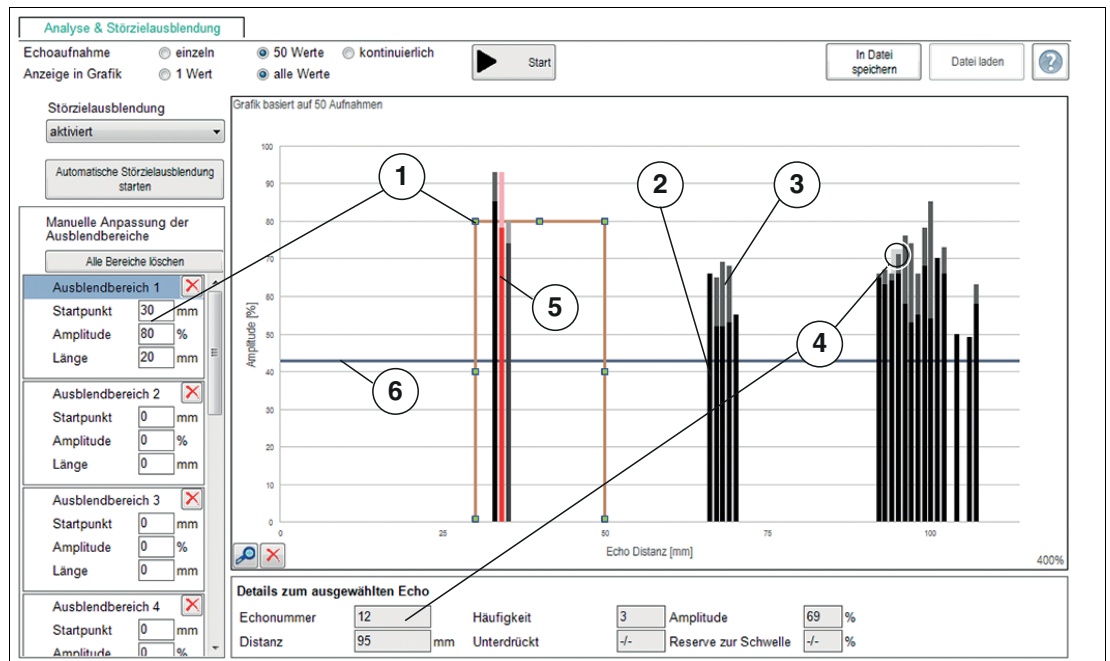 Analyse & Störzielausblendung
Echoaufnahme einzeln 50 Werte kontinuierlich
Anzeige in Grafik 1 Wert alle Werte
Start
In Datei speichern
Datei laden
?
Störzielausblendung
aktiviert
Automatische Störzielausblendung
starten
Manuelle Anpassung der
Ausblendbereiche
Alle Bereiche löschen
Ausblendbereich 1
Startpunkt 30 mm
Amplitude 80 %
Länge 20 mm
Ausblendbereich 2
Startpunkt 0 mm
Amplitude 0 %
Länge 0 mm
Ausblendbereich 3
Startpunkt 0 mm
Amplitude 0 %
Länge 0 mm
Ausblendbereich 4
Startpunkt 0 mm
Amplitude 0 %
Grafik basiert auf 50 Aufnahmen
Amplitude [%]
100
90
80
70
60
50
40
30
20
10
0
0 25 50 75 100
Echo Distanz [mm]
400%
1
2
3
4
5
6
Details zum ausgewählten Echo
Echonummer 12 Häufigkeit 3 Amplitude 69 %
Distanz 95 mm Unterdrückt -/- Reserve zur Schwelle -/- %